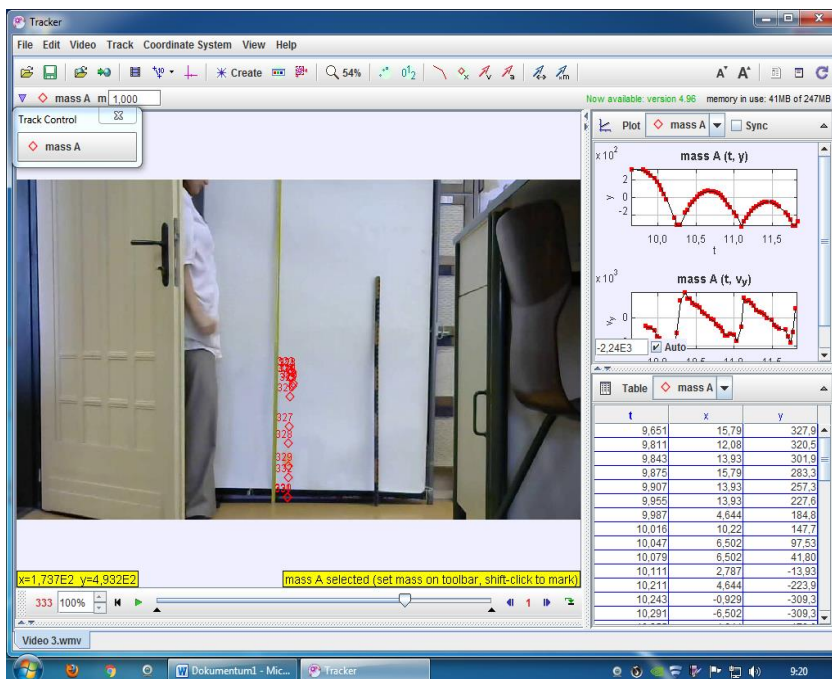 Tracker
File Edit Video Track Coordinate System View Help
Create 54%
mass A m 1,000
Now available: version 4.96 memory in use: 41MB of 247MB
Track Control
mass A
327
328
329
332
x=1,737E2 y=4,932E2
mass A selected (set mass on toolbar, shift-click to mark)
333 100% 1
Video 3.wmv
Plot mass A Sync
x 10²
mass A (t, y)
y
2
0
-2
10,0 10,5 11,0 11,5
t
x 10³
mass A (t, vy)
vy
0
-2,24E3 Auto
Table mass A
t x y
9,651 15,79 327,9
9,811 12,08 320,5
9,843 13,93 301,9
9,875 15,79 283,3
9,907 13,93 257,3
9,955 13,93 227,6
9,987 4,644 184,8
10,016 10,22 147,7
10,047 6,502 97,53
10,079 6,502 41,80
10,111 2,787 -13,93
10,211 4,644 -223,9
10,243 -0,929 -309,3
10,291 -6,502 -309,3
Dokumentum1 - Mic... Tracker
9:20